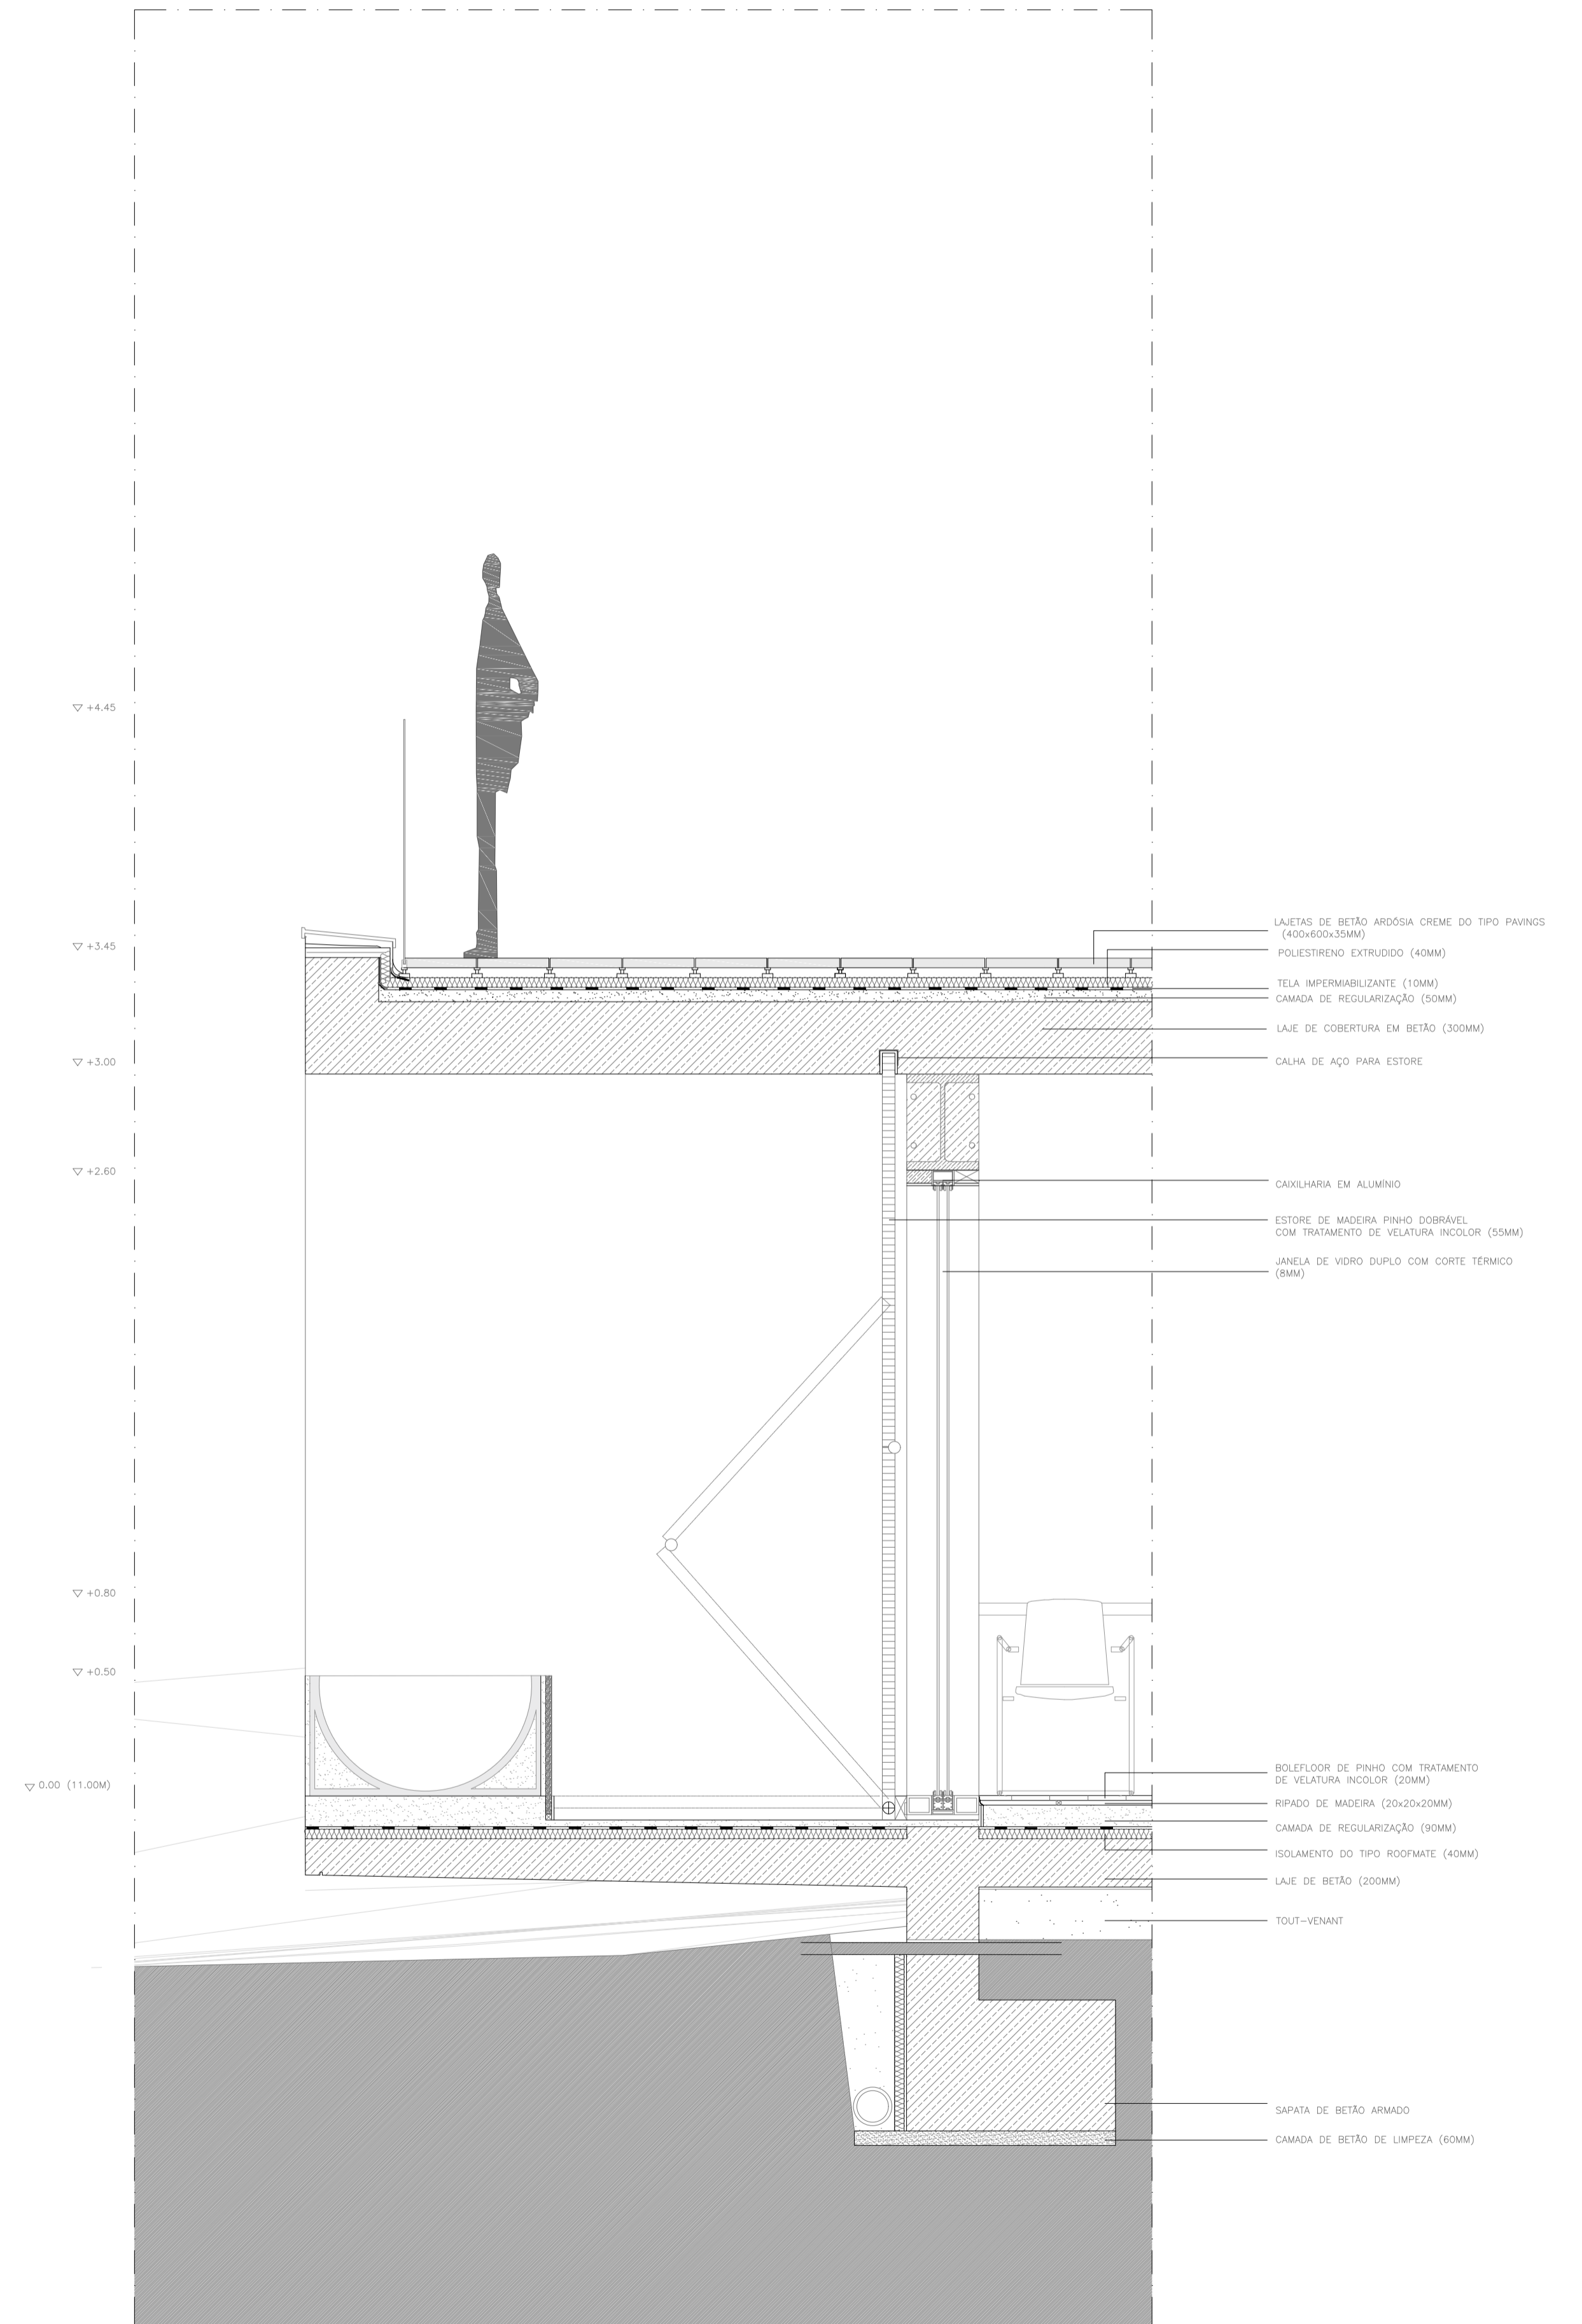 +4.45
+3.45
+3.00
+2.60
+0.80
+0.50
0.00 (11.00M)
LAJETAS DE BETÃO ARDÓSIA CREME DO TIPO PAVINGS
(400x600x35MM)
POLIESTIRENO EXTRUDIDO (40MM)
TELA IMPERMIABILIZANTE (10MM)
CAMADA DE REGULARIZAÇÃO (50MM)
LAJE DE COBERTURA EM BETÃO (300MM)
CALHA DE AÇO PARA ESTORE
CAIXILHARIA EM ALUMÍNIO
ESTORE DE MADEIRA PINHO DOBRÁVEL
COM TRATAMENTO DE VELATURA INCOLOR (55MM)
JANELA DE VIDRO DUPLO COM CORTE TÉRMICO
(8MM)
BOLEFLOOR DE PINHO COM TRATAMENTO
DE VELATURA INCOLOR (20MM)
RIPADO DE MADEIRA (20x20x20MM)
CAMADA DE REGULARIZAÇÃO (90MM)
ISOLAMENTO DO TIPO ROOFMATE (40MM)
LAJE DE BETÃO (200MM)
TOUT-VENANT
SAPATA DE BETÃO ARMADO
CAMADA DE BETÃO DE LIMPEZA (60MM)